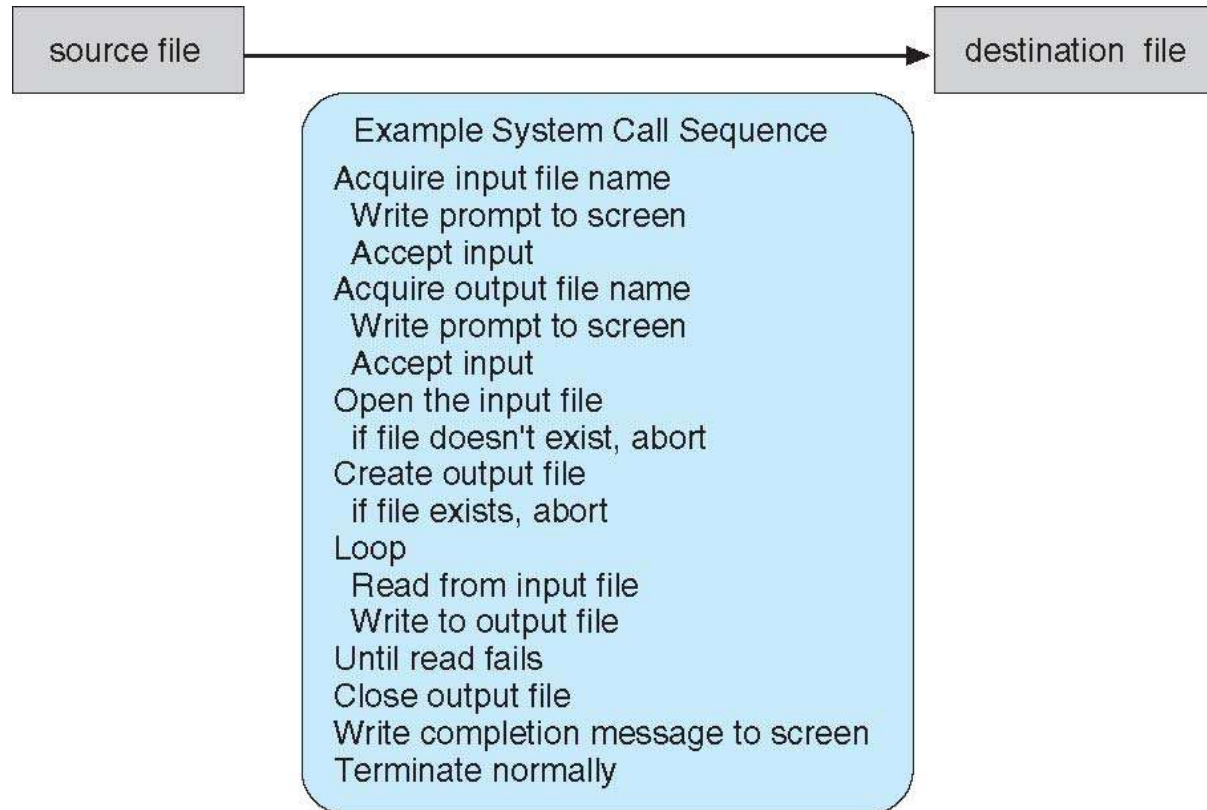 source file
destination file
Example System Call Sequence
Acquire input file name
Write prompt to screen
Accept input
Acquire output file name
Write prompt to screen
Accept input
Open the input file
if file doesn't exist, abort
Create output file
if file exists, abort
Loop
Read from input file
Write to output file
Until read fails
Close output file
Write completion message to screen
Terminate normally